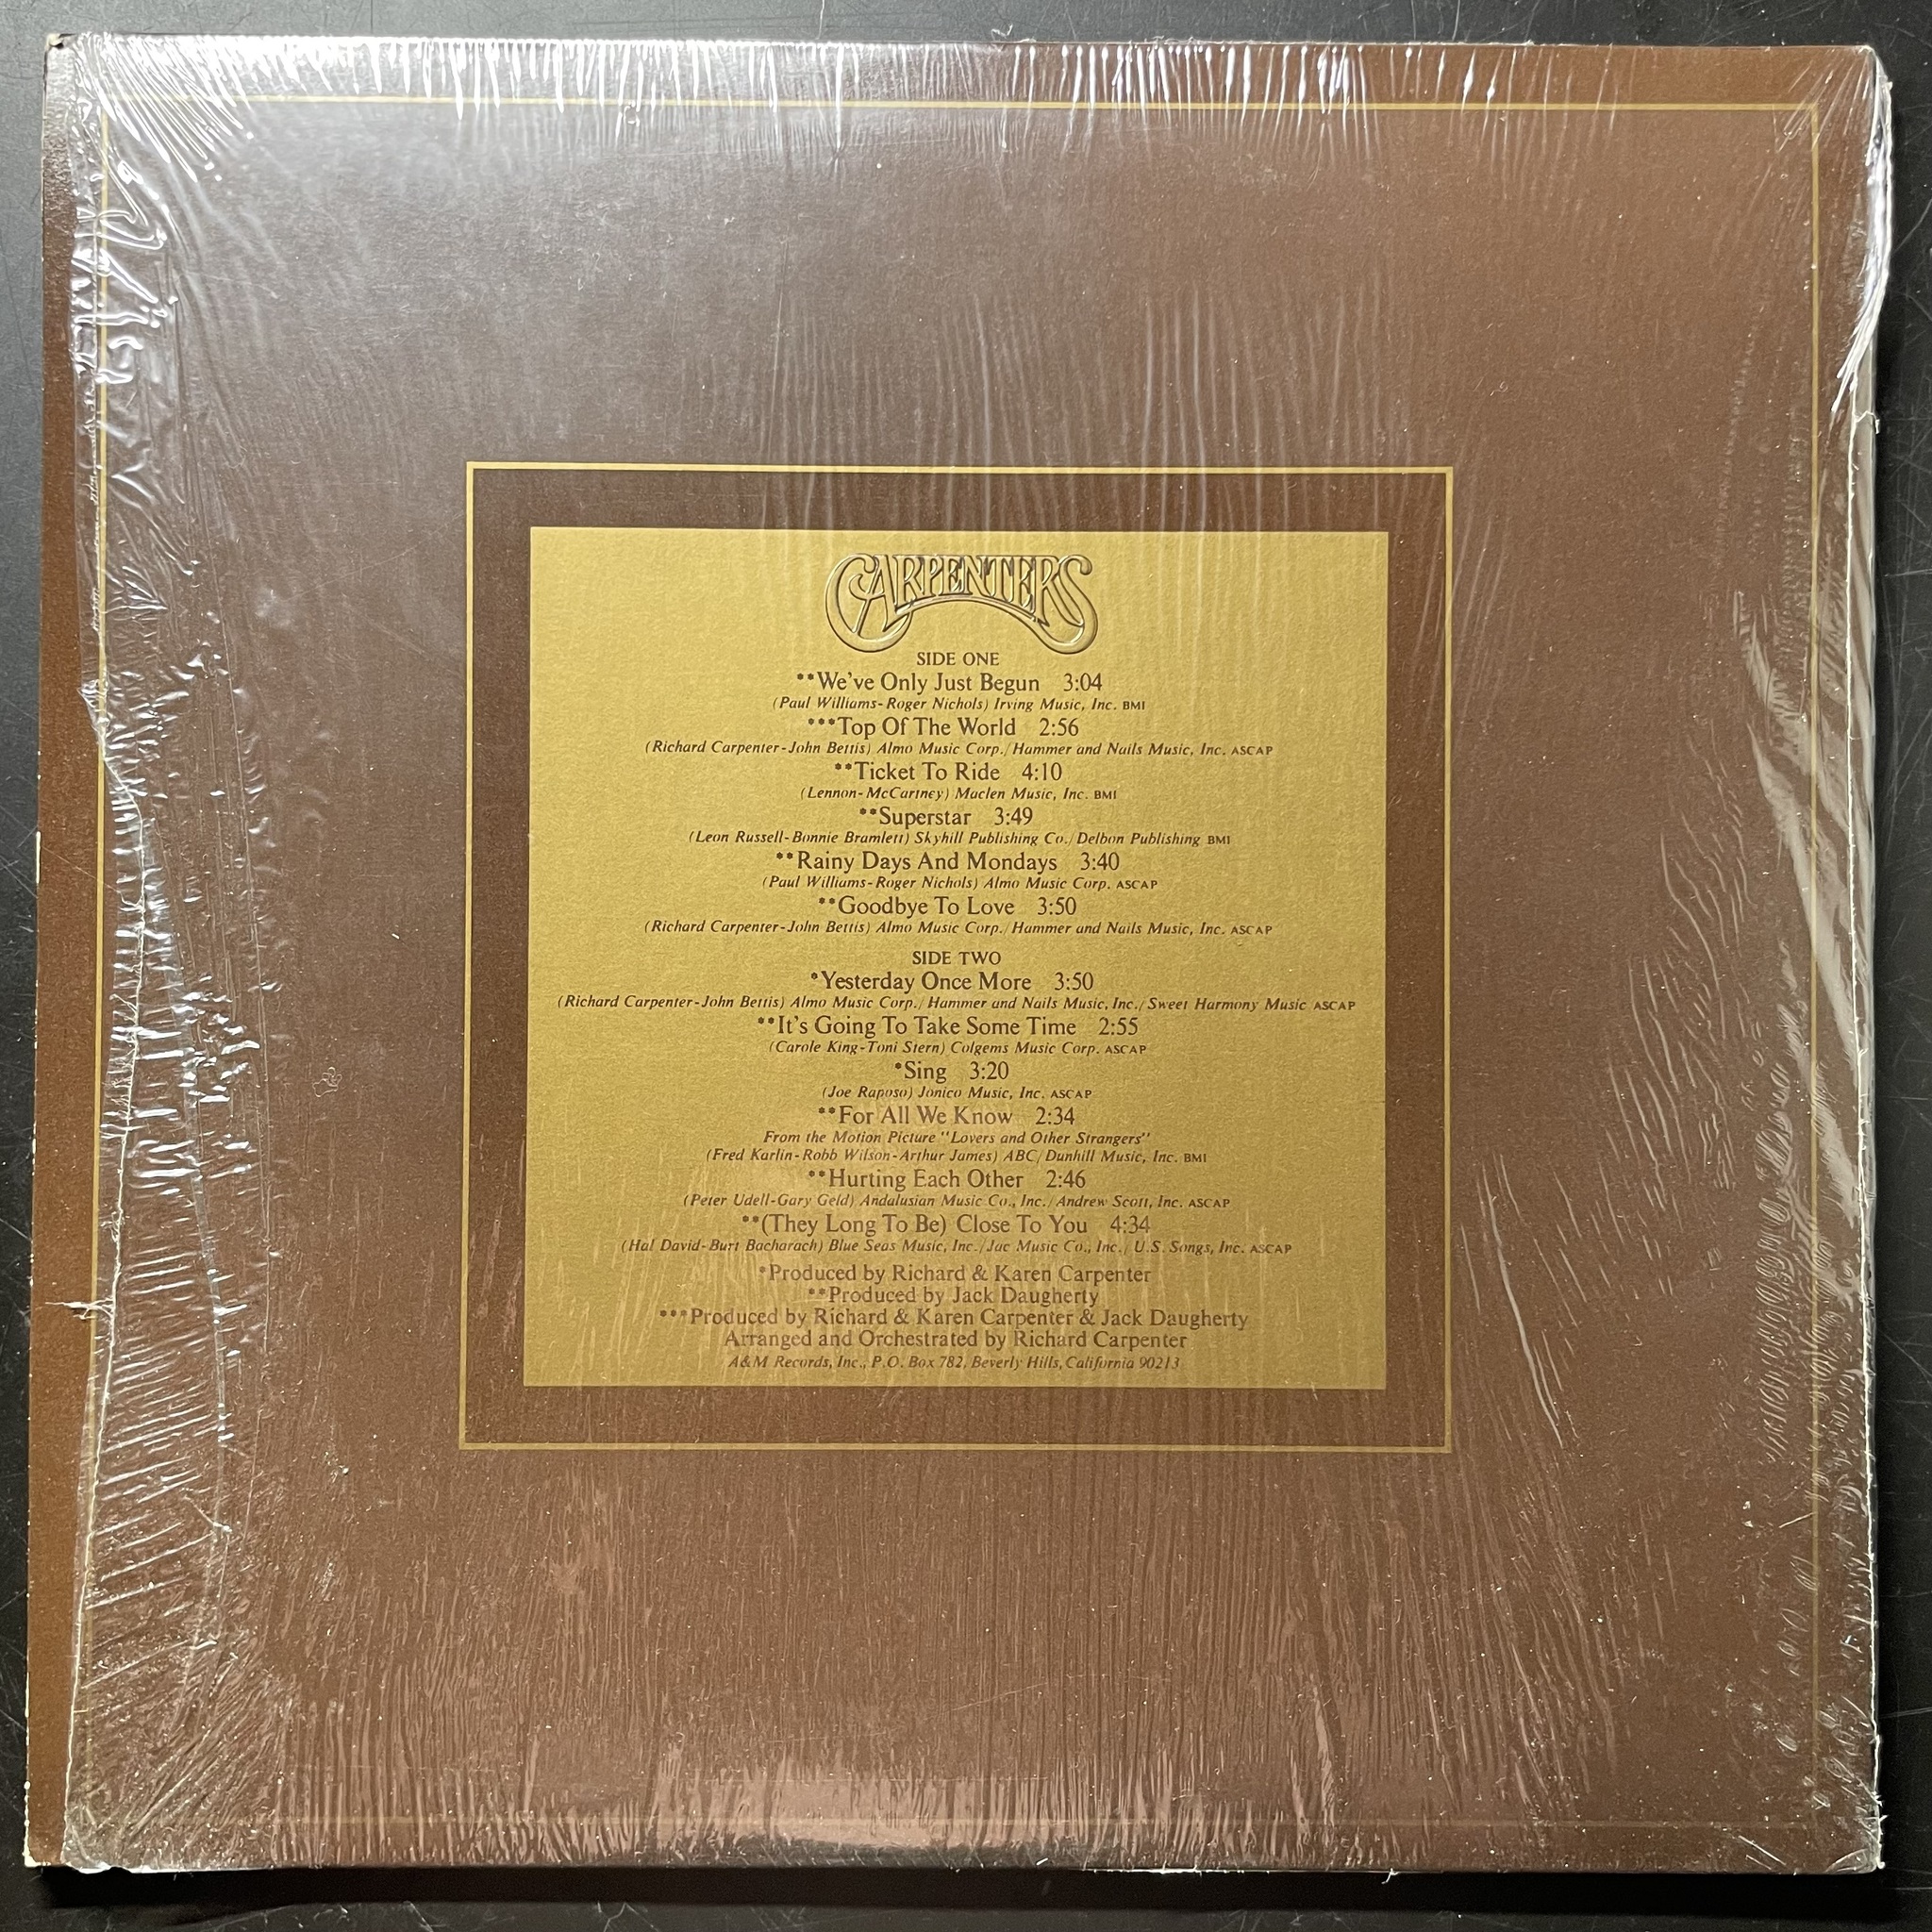 CARPENTERS
SIDE ONE
**We've Only Just Begun 3:04
(Paul Williams-Roger Nichols) Irving Music, Inc. BMI
***Top Of The World 2:56
(Richard Carpenter-John Bettis) Almo Music Corp./Hammer and Nails Music, Inc. ASCAP
**Ticket To Ride 4:10
(Lennon-McCartney) Maclen Music, Inc. BMI
**Superstar 3:49
(Leon Russell-Bonnie Bramlett) Skyhill Publishing Co./Delbon Publishing BMI
**Rainy Days And Mondays 3:40
(Paul Williams-Roger Nichols) Almo Music Corp. ASCAP
**Goodbye To Love 3:50
(Richard Carpenter-John Bettis) Almo Music Corp./Hammer and Nails Music, Inc. ASCAP
SIDE TWO
*Yesterday Once More 3:50
(Richard Carpenter-John Bettis) Almo Music Corp./Hammer and Nails Music, Inc./Sweet Harmony Music ASCAP
**It's Going To Take Some Time 2:55
(Carole King-Toni Stern) Colgems Music Corp. ASCAP
*Sing 3:20
(Joe Raposo) Jonico Music, Inc. ASCAP
**For All We Know 2:34
From the Motion Picture "Lovers and Other Strangers"
(Fred Karlin-Robb Wilson-Arthur James) ABC/Dunhill Music, Inc. BMI
**Hurting Each Other 2:46
(Peter Udell-Gary Geld) Andalusian Music Co., Inc./Andrew Scott, Inc. ASCAP
**(They Long To Be) Close To You 4:34
(Hal David-Burt Bacharach) Blue Seas Music, Inc./Jac Music Co., Inc./U.S. Songs, Inc. ASCAP
*Produced by Richard & Karen Carpenter
**Produced by Jack Daugherty
***Produced by Richard & Karen Carpenter & Jack Daugherty
Arranged and Orchestrated by Richard Carpenter
A&M Records, Inc., P.O. Box 782, Beverly Hills, California 90213